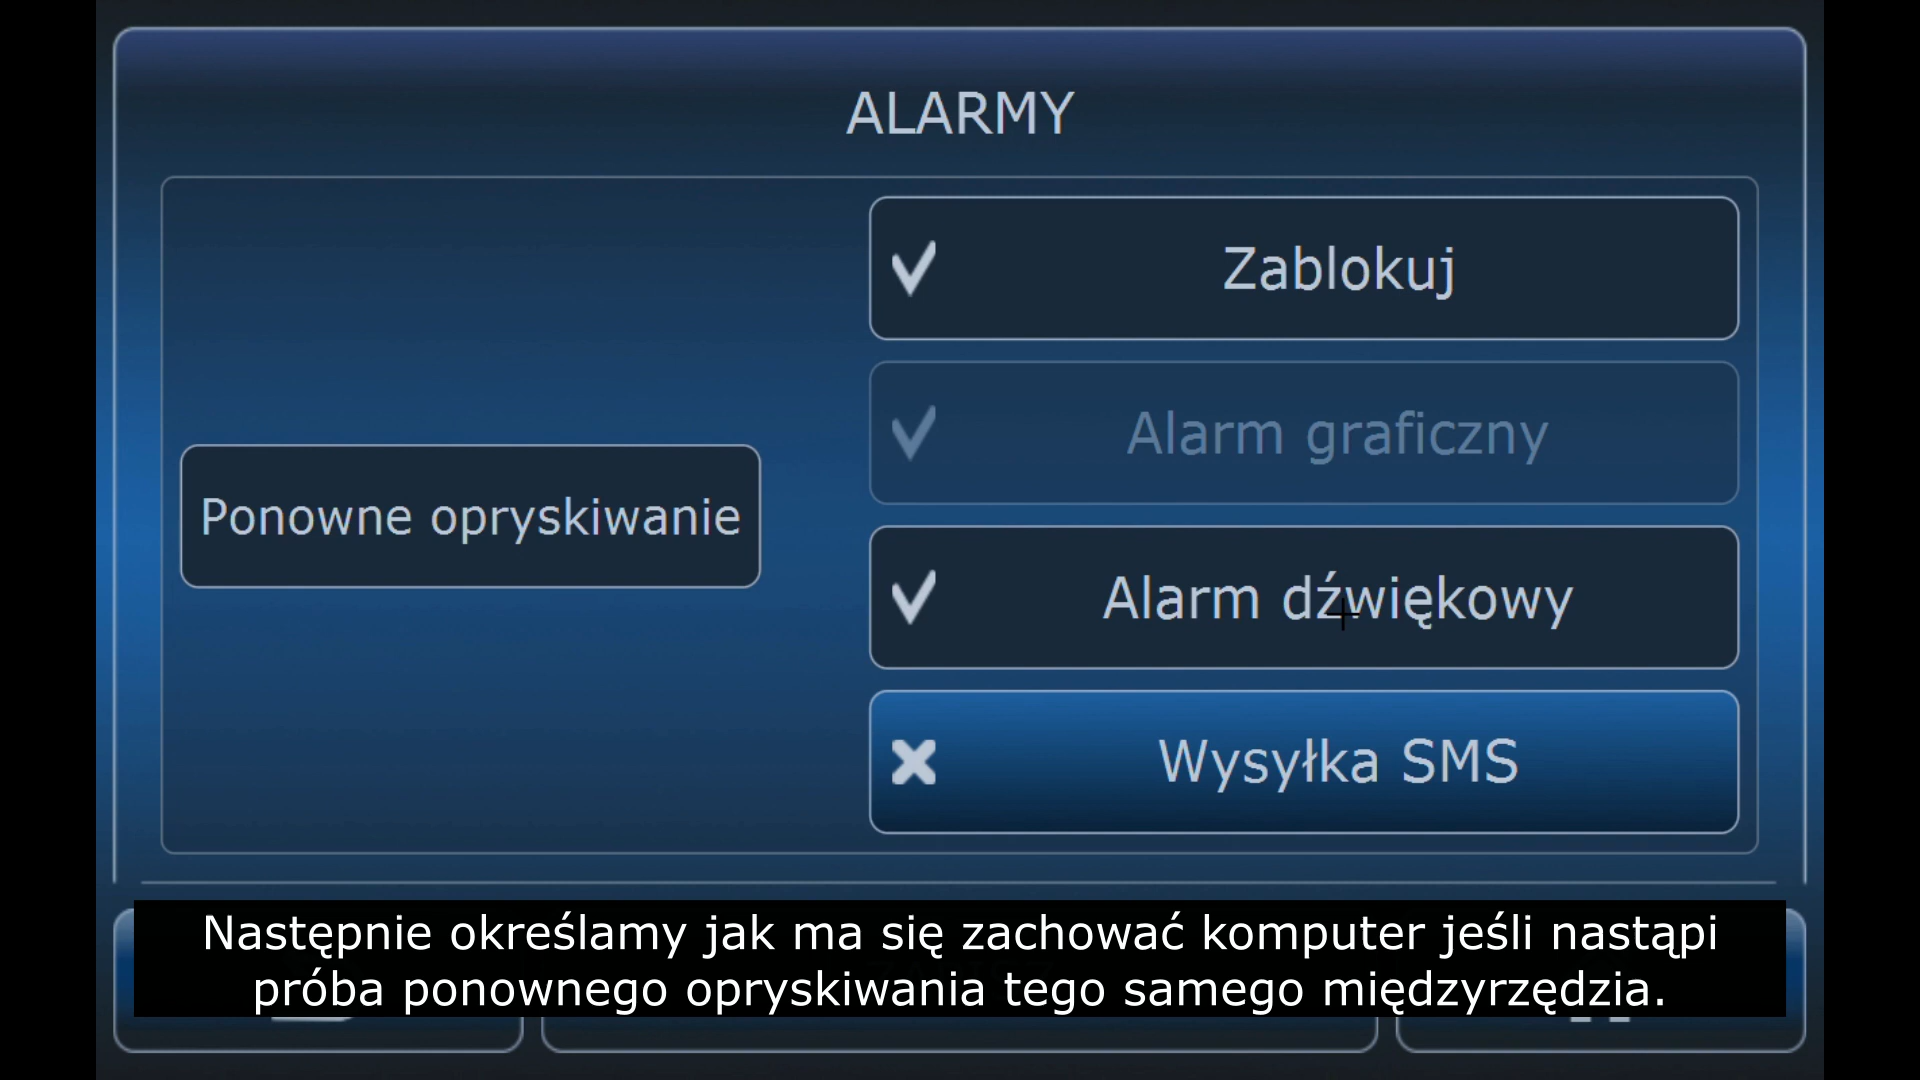 ALARMY
Zablokuj
Alarm graficzny
Ponowne opryskiwanie
Alarm dźwiękowy
Wysyłka SMS
Następnie określamy jak ma się zachować komputer jeśli nastąpi
próba ponownego opryskiwania tego samego międzyrzędzia.